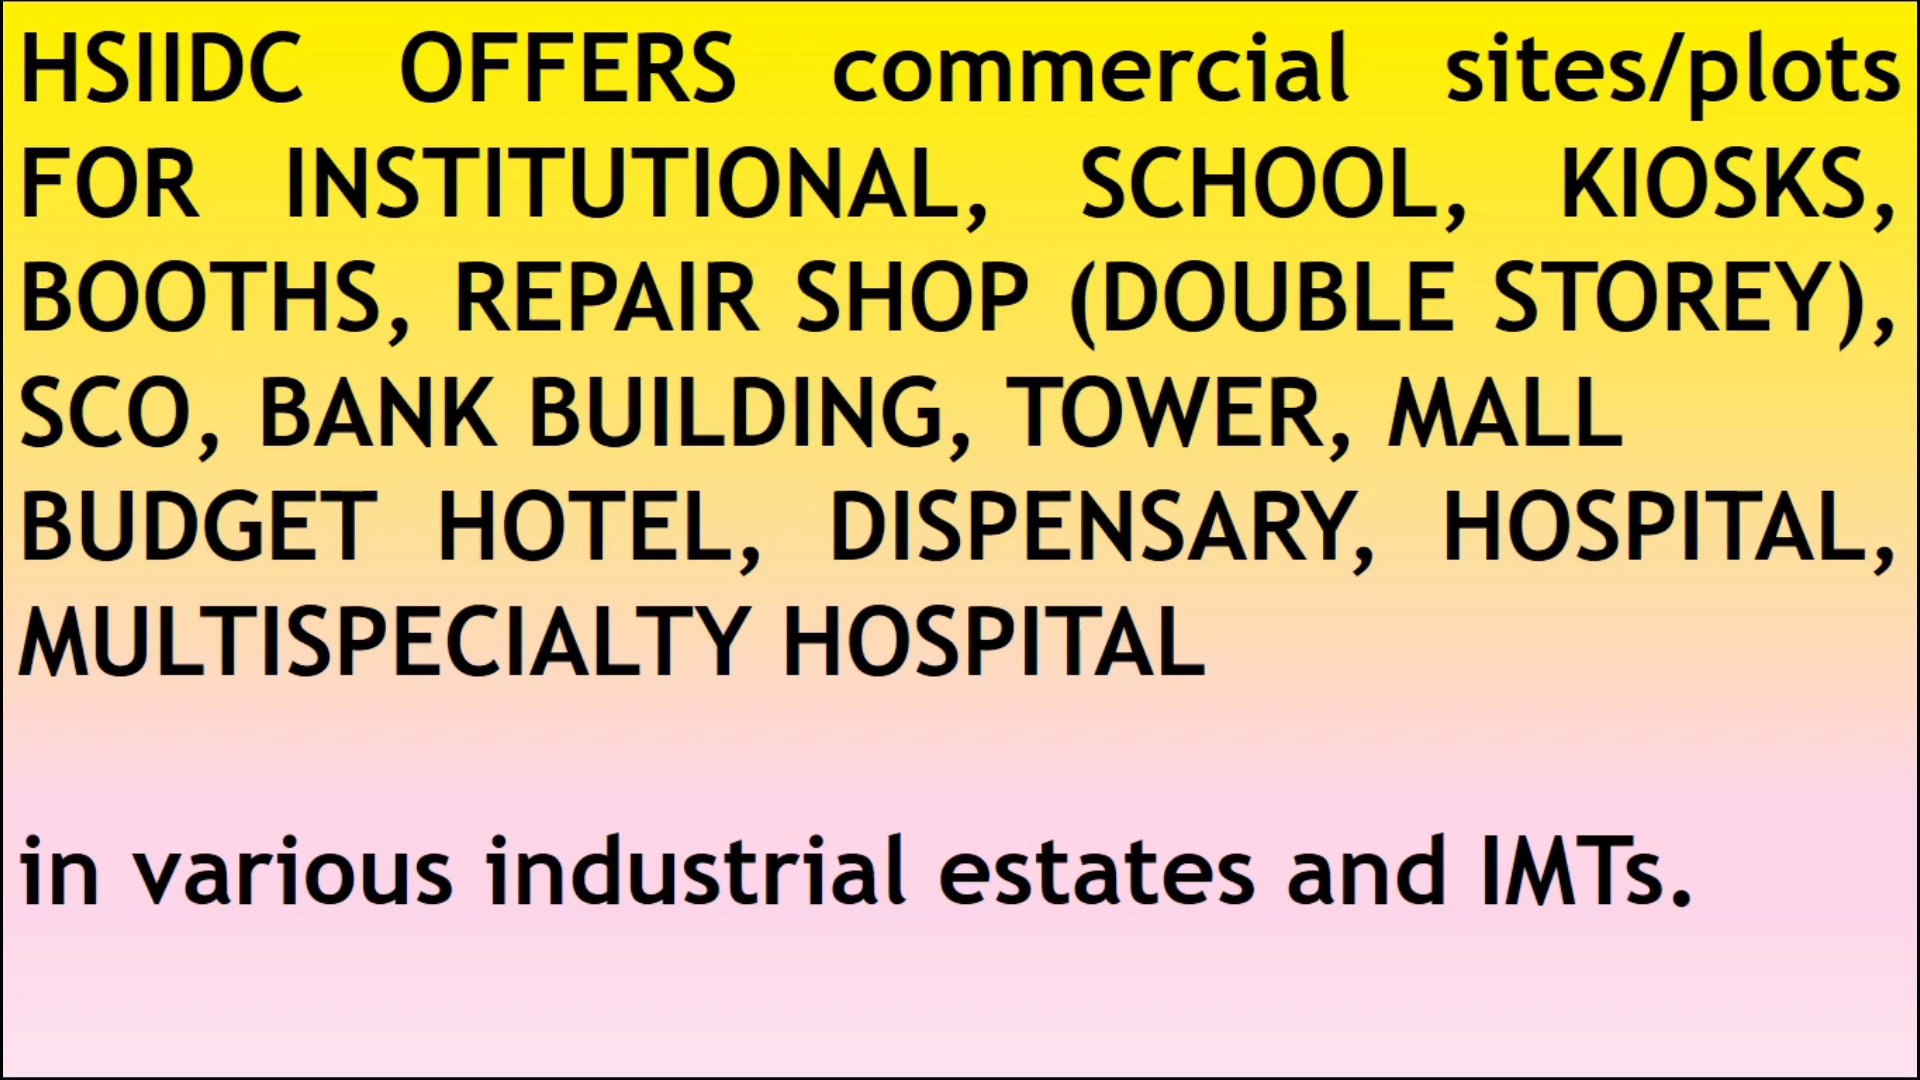 HSIIDC OFFERS commercial sites/plots
FOR INSTITUTIONAL, SCHOOL, KIOSKS,
BOOTHS, REPAIR SHOP (DOUBLE STOREY),
SCO, BANK BUILDING, TOWER, MALL
BUDGET HOTEL, DISPENSARY, HOSPITAL,
MULTISPECIALTY HOSPITAL
in various industrial estates and IMTs.